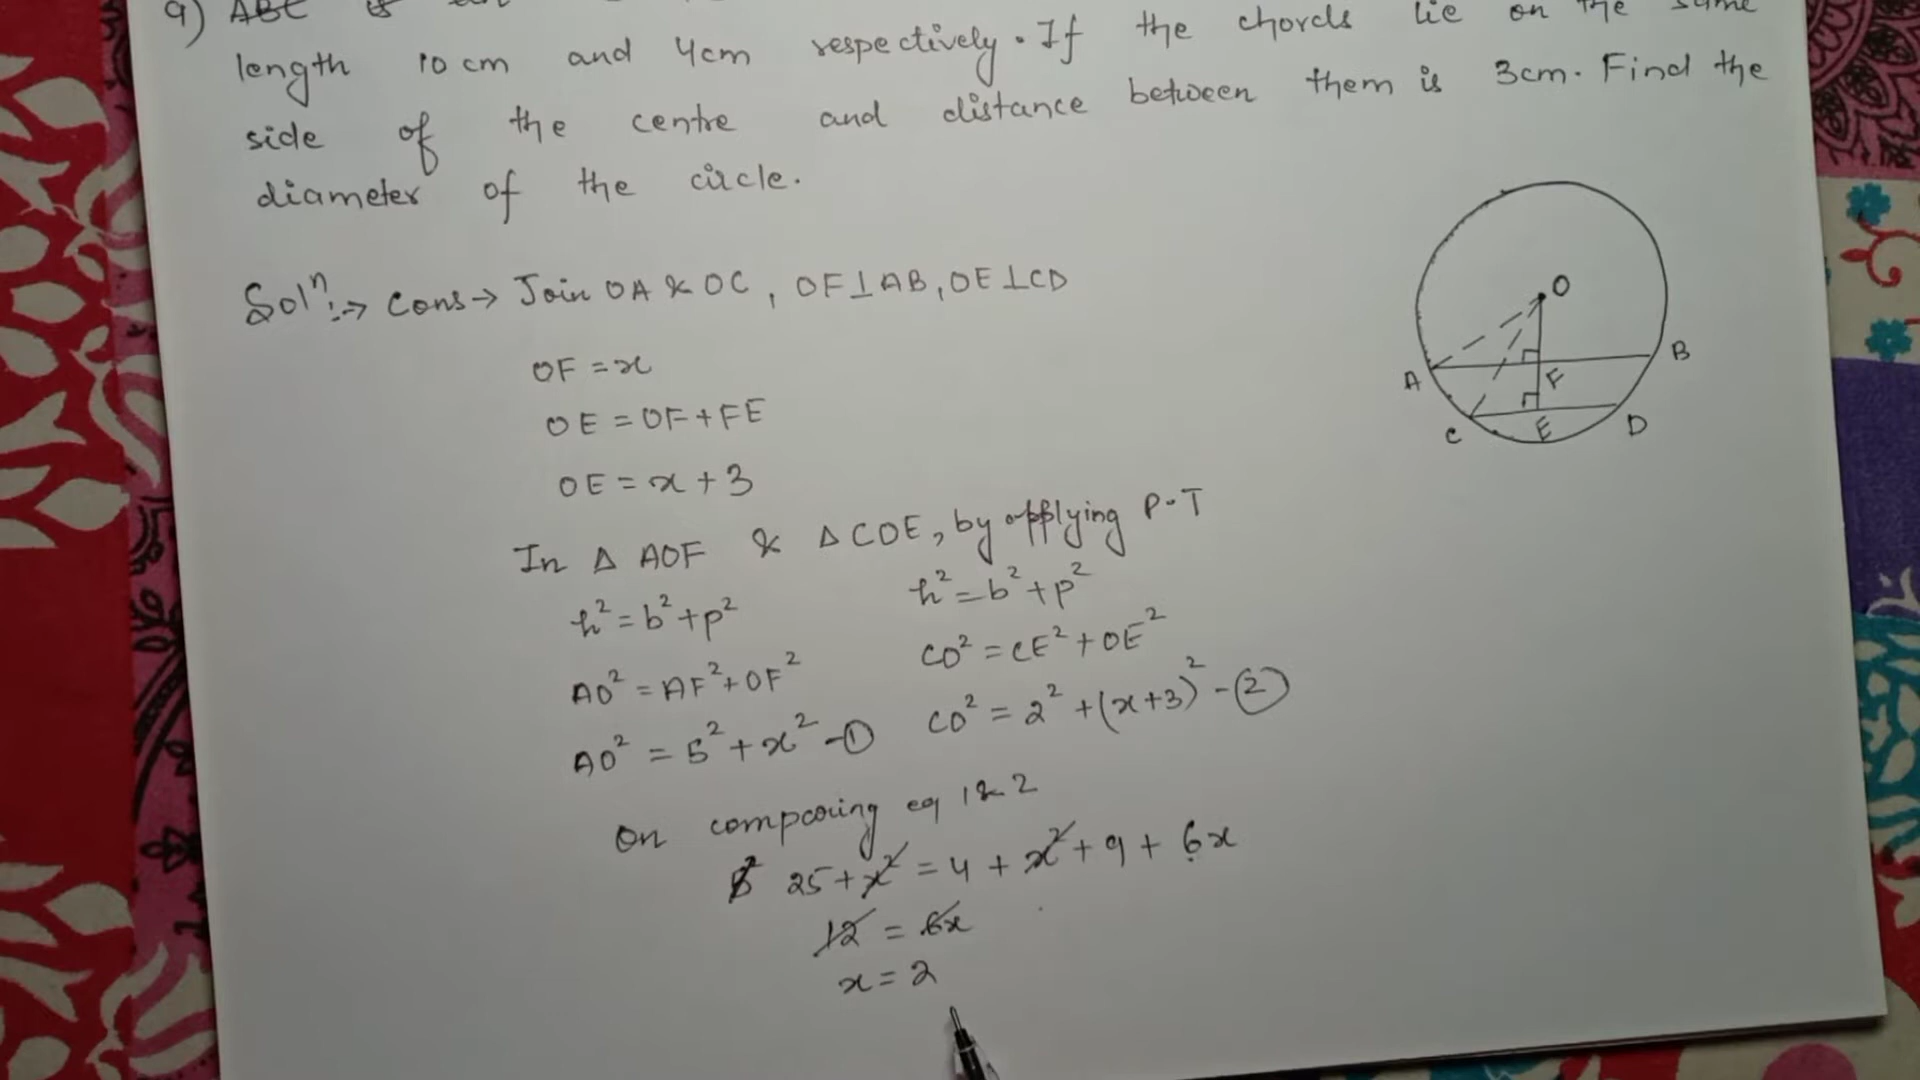 9) ABC is
length 10 cm and 4cm respectively. If the chords lie on the same
side of the centre and distance between them is 3cm. Find the
diameter of the circle.
Solⁿ:→ Cons→ Join OA & OC, OF⊥AB, OE⊥CD
OF = x
OE = OF + FE
OE = x + 3
In △ AOF & △ COE, by applying P.T
h² = b² + p² h² = b² + p²
AO² = AF² + OF² CO² = CE² + OE²
AO² = 5² + x² - ① CO² = 2² + (x+3)² - ②
On comparing eq 1 & 2
25 + x² = 4 + x² + 9 + 6x
12 = 6x
x = 2
O
A
F
B
C
E
D